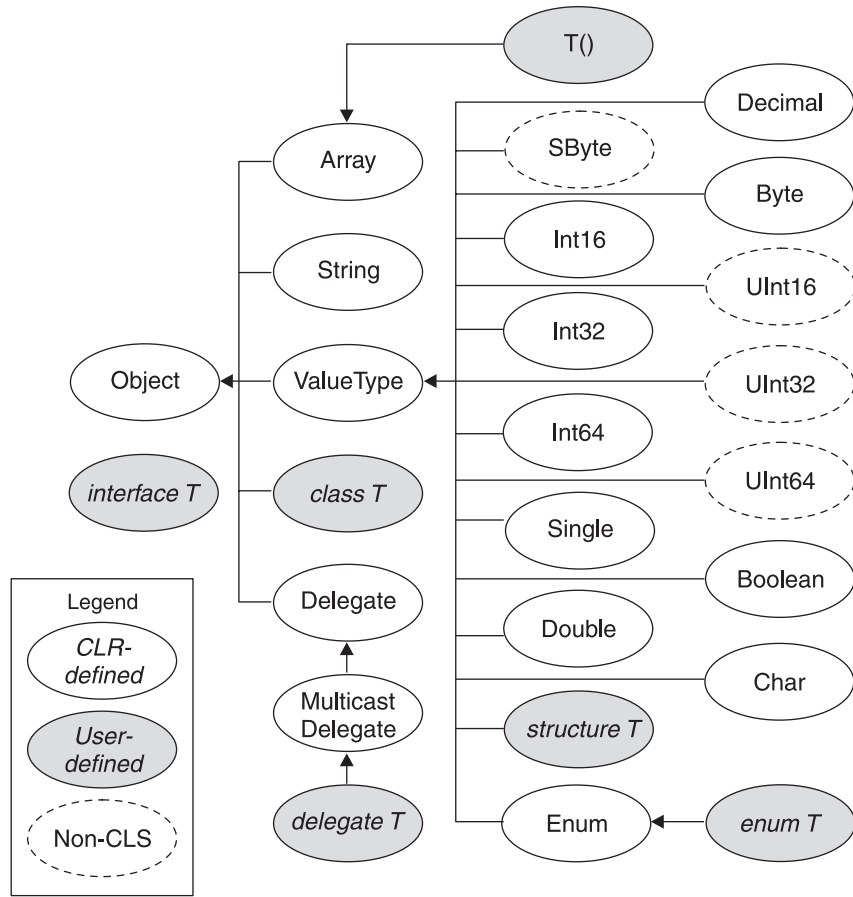 T()
Decimal
SByte
Array
Byte
Int16
String
UInt16
Int32
Object
ValueType
UInt32
Int64
interface T
class T
UInt64
Single
Legend
Delegate
Boolean
CLR-
defined
Double
Multicast
Delegate
Char
User-
defined
structure T
delegate T
Enum
enum T
Non-CLS